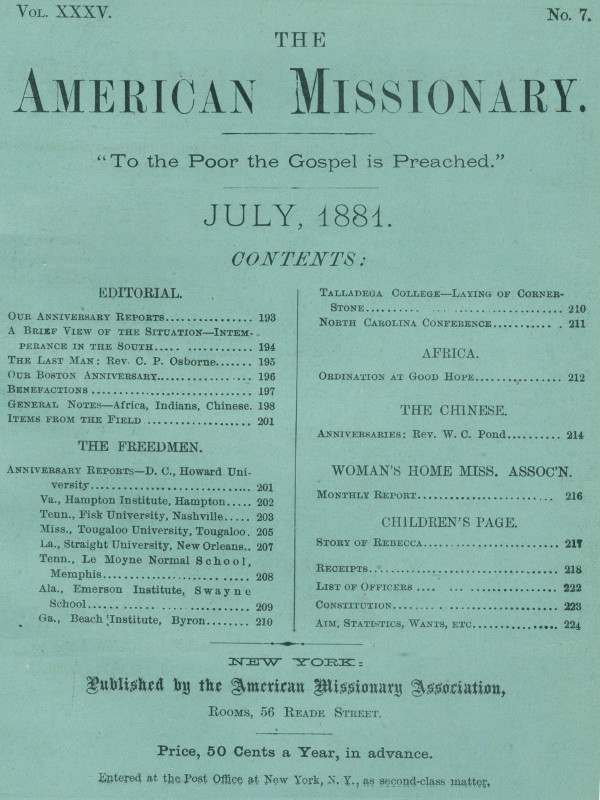 VOL. XXXV.
No. 7.
THE
AMERICAN MISSIONARY.
"To the Poor the Gospel is Preached."
JULY, 1881.
CONTENTS:
EDITORIAL.
OUR ANNIVERSARY REPORTS................ 193
A BRIEF VIEW OF THE SITUATION—INTEM-
PERANCE IN THE SOUTH..... ............. 194
THE LAST MAN: Rev. C. P. Osborne....... 195
OUR BOSTON ANNIVERSARY................. 196
BENEFACTIONS .......................... 197
GENERAL NOTES—Africa, Indians, Chinese. 198
ITEMS FROM THE FIELD .................. 201
THE FREEDMEN.
ANNIVERSARY REPORTS—D. C., Howard Uni-
versity............................. 201
Va., Hampton Institute, Hampton..... 202
Tenn., Fisk University, Nashville..... 203
Miss., Tougaloo University, Tougaloo. 205
La., Straight University, New Orleans.. 207
Tenn., Le Moyne Normal School,
Memphis........................... 208
Ala., Emerson Institute, Swayne
School............................ 209
Ga., Beach Institute, Byron........ 210
TALLADEGA COLLEGE—LAYING OF CORNER-
STONE.............................. 210
NORTH CAROLINA CONFERENCE........... . 211
AFRICA.
ORDINATION AT GOOD HOPE............... 212
THE CHINESE.
ANNIVERSARIES: Rev. W. C. Pond.......... 214
WOMAN'S HOME MISS. ASSOC'N.
MONTHLY REPORT......................... 216
CHILDREN'S PAGE.
STORY OF REBECCA........................ 217
RECEIPTS................................ 218
LIST OF OFFICERS .... ... .............. 222
CONSTITUTION............................ 223
AIM, STATISTICS, WANTS, ETC............. 224
NEW YORK:
Published by the American Missionary Association,
ROOMS, 56 READE STREET.
Price, 50 Cents a Year, in advance.
Entered at the Post Office at New York, N. Y., as second-class matter.